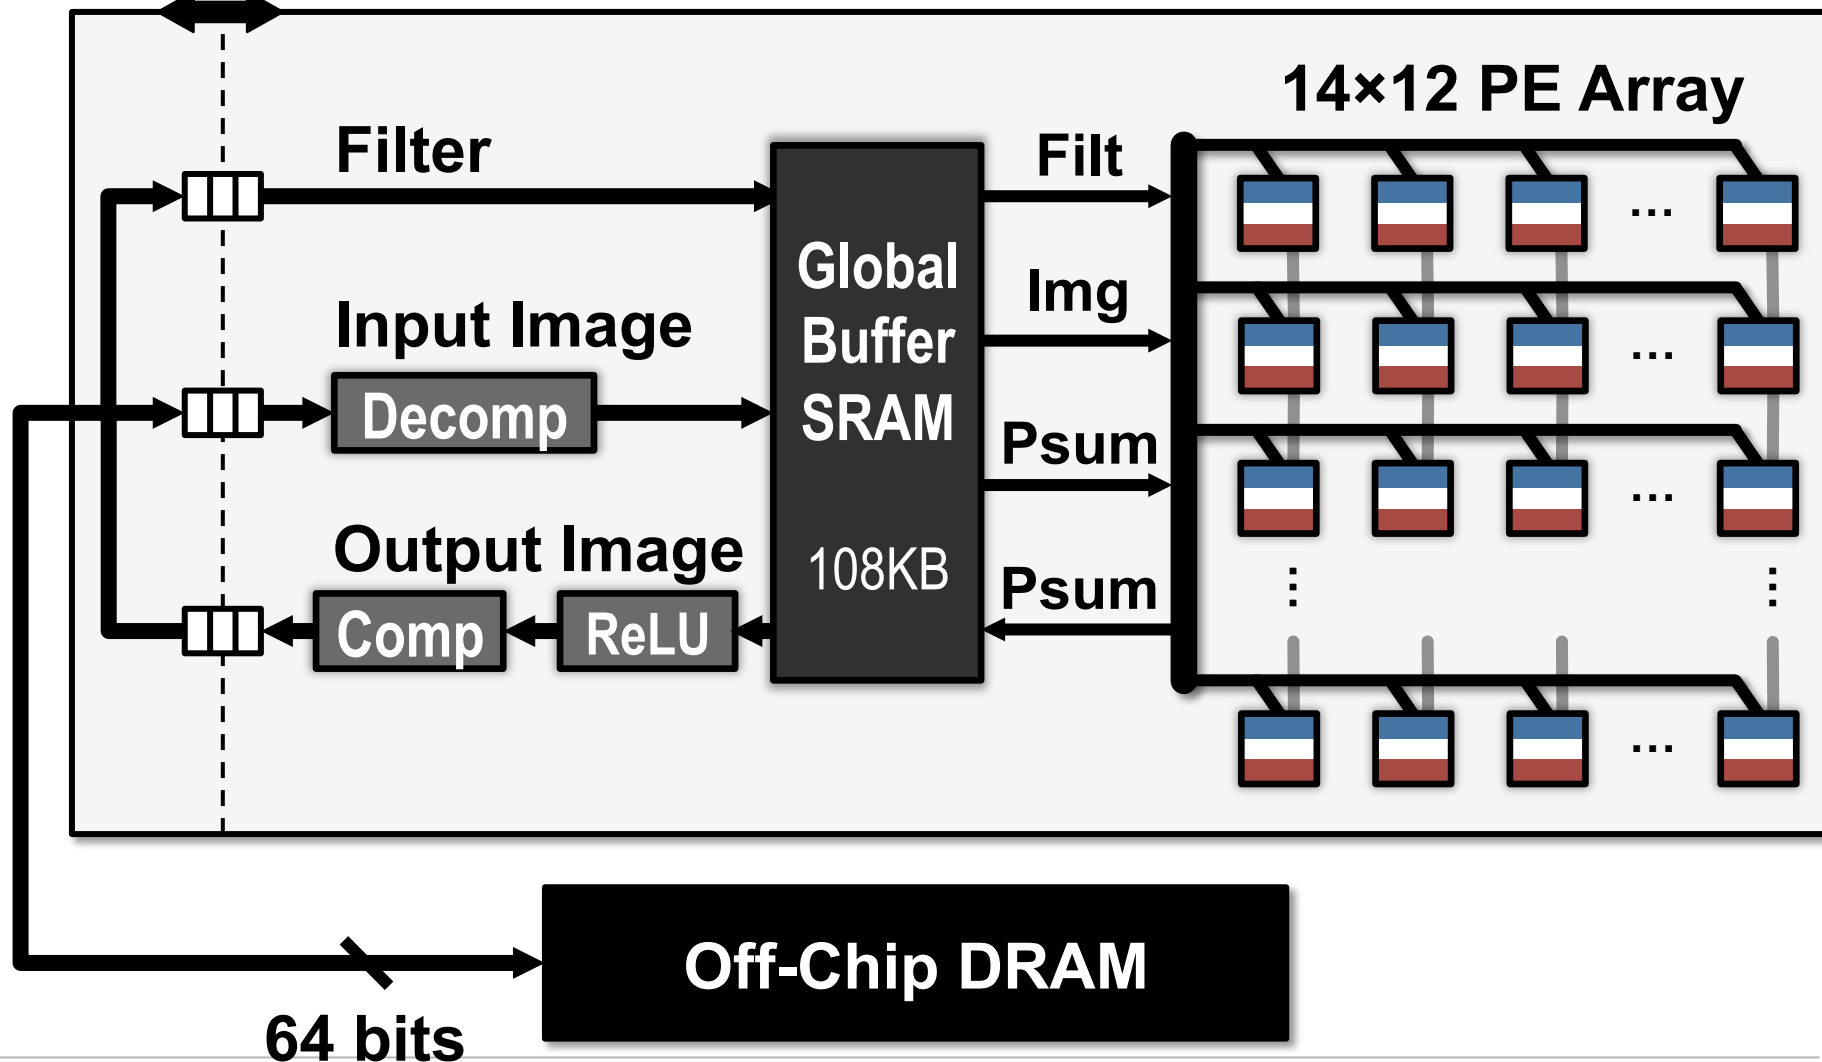 14×12 PE Array
Filter
Filt
Input Image
Img
Decomp
Global
Buffer
SRAM
108KB
Psum
Output Image
Psum
Comp
ReLU
...
...
...
...
...
...
Off-Chip DRAM
64 bits